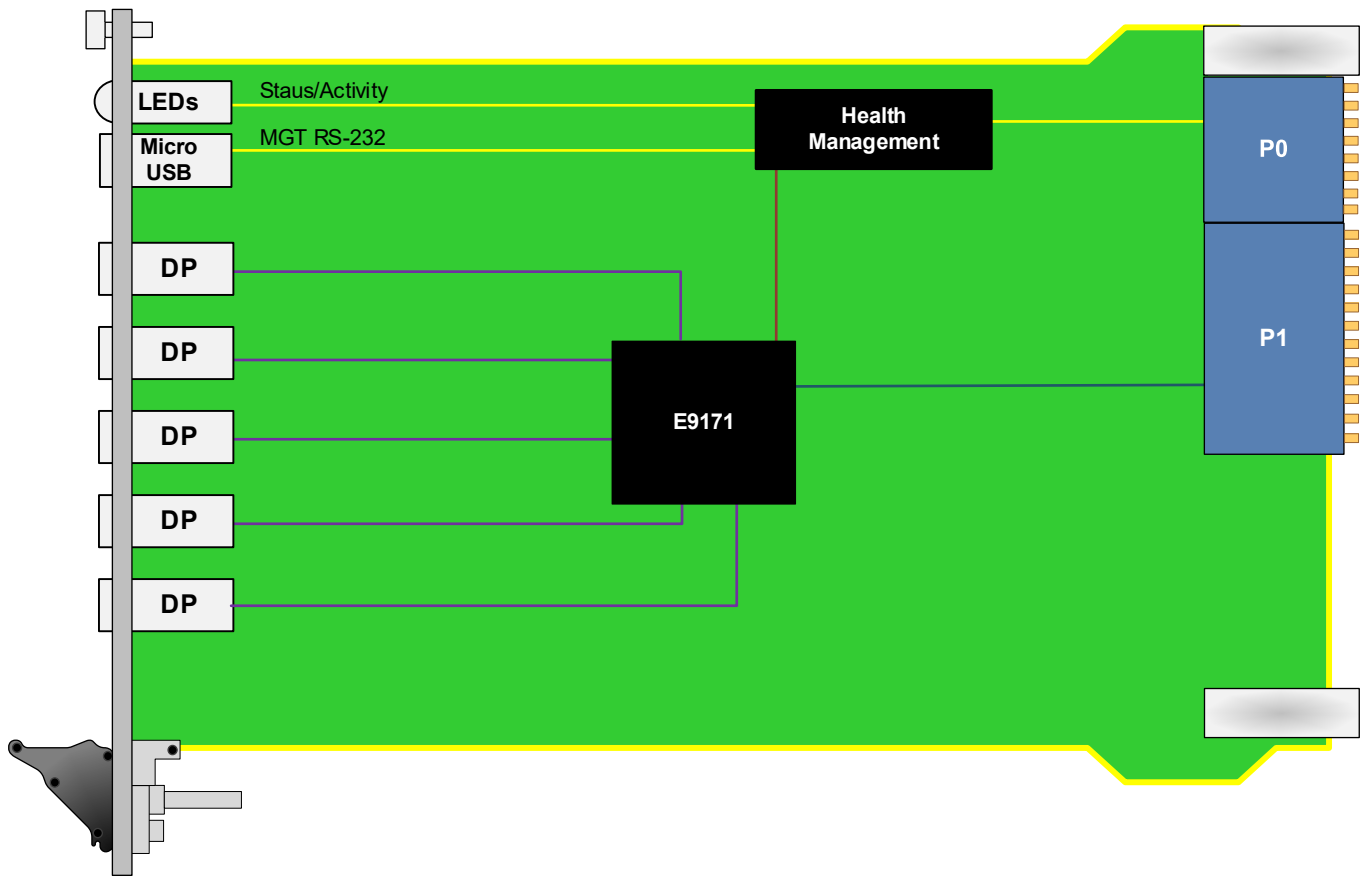 LEDs
Staus/Activity
Micro
USB
MGT RS-232
Health
Management
P0
DP
DP
DP
DP
DP
E9171
P1